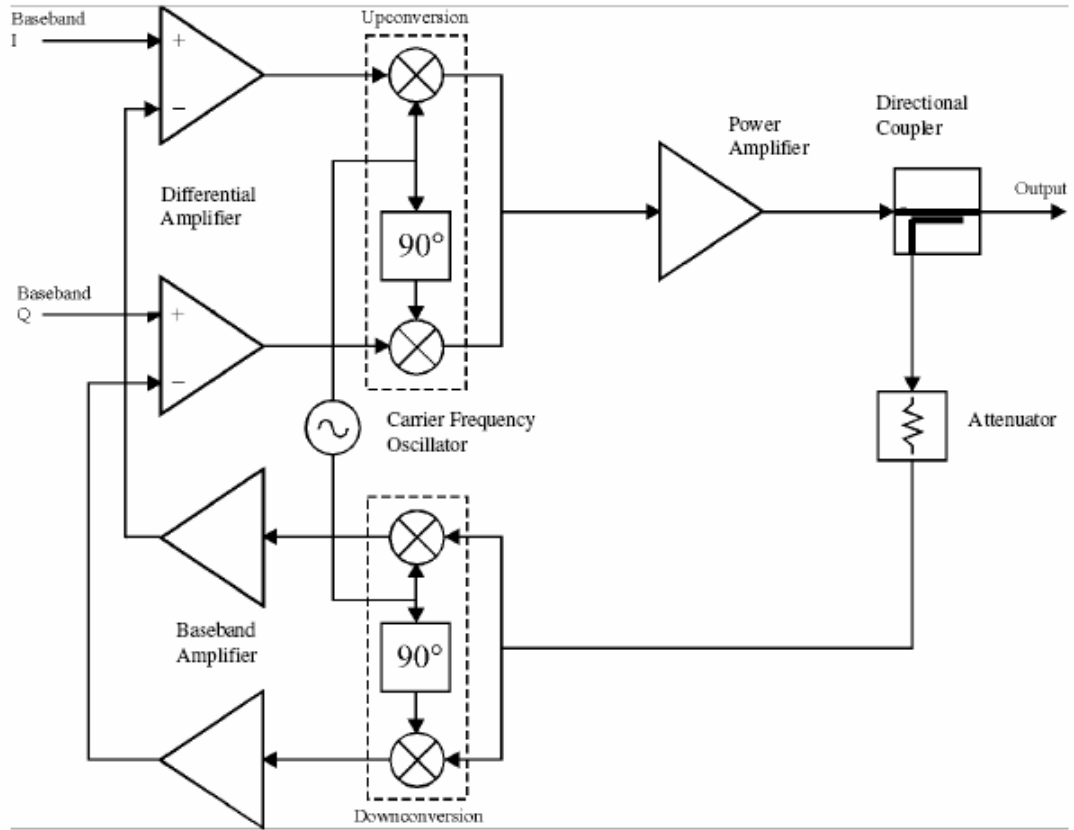 Baseband
I
Upconversion
+
−
Differential
Amplifier
90°
Power
Amplifier
Directional
Coupler
Output
Baseband
Q
+
−
Carrier Frequency
Oscillator
Attenuator
90°
Baseband
Amplifier
Downconversion